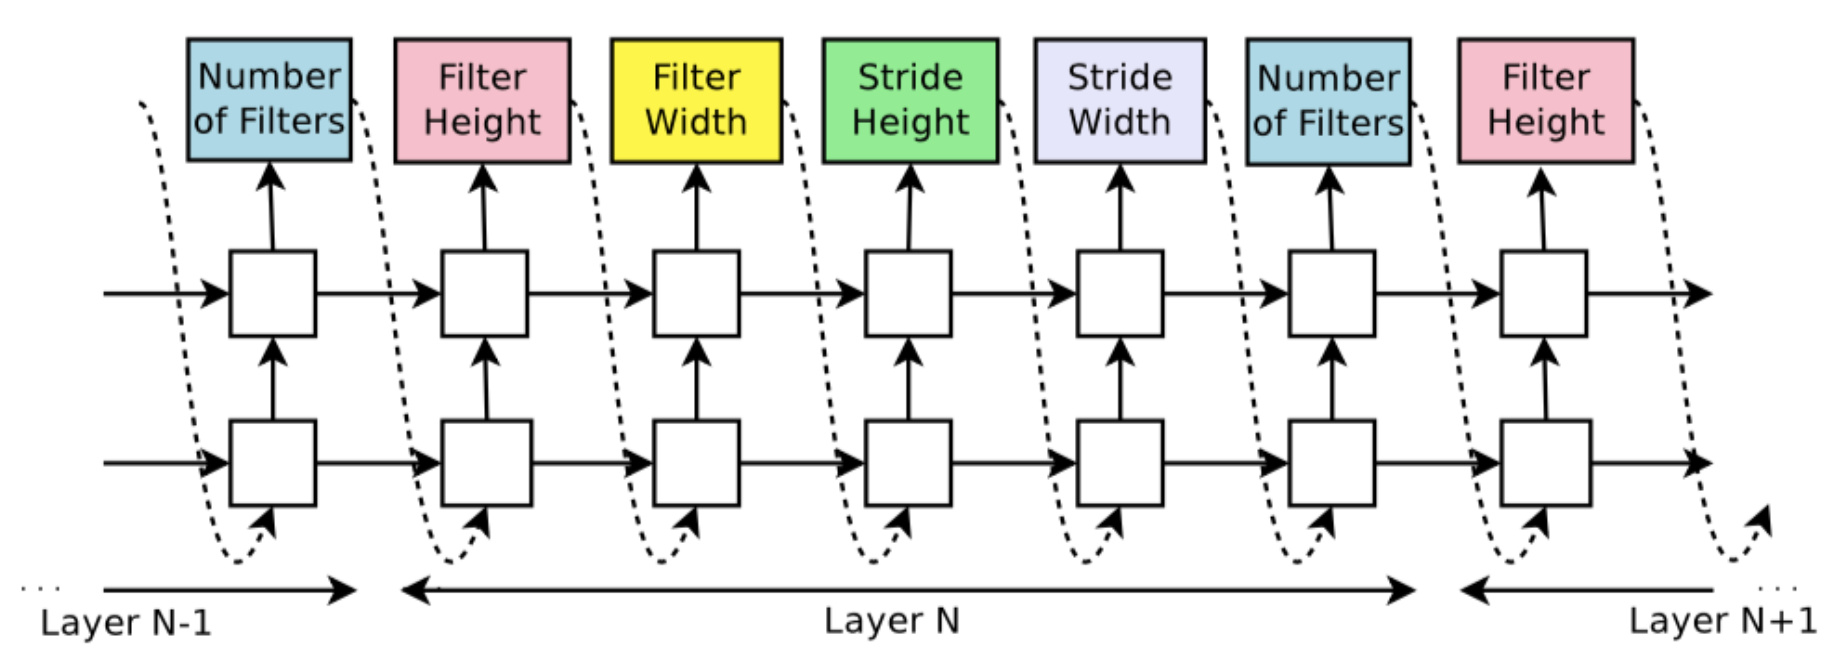 Number
of Filters
Filter
Height
Filter
Width
Stride
Height
Stride
Width
Number
of Filters
Filter
Height
. . .
Layer N-1
Layer N
. . .
Layer N+1